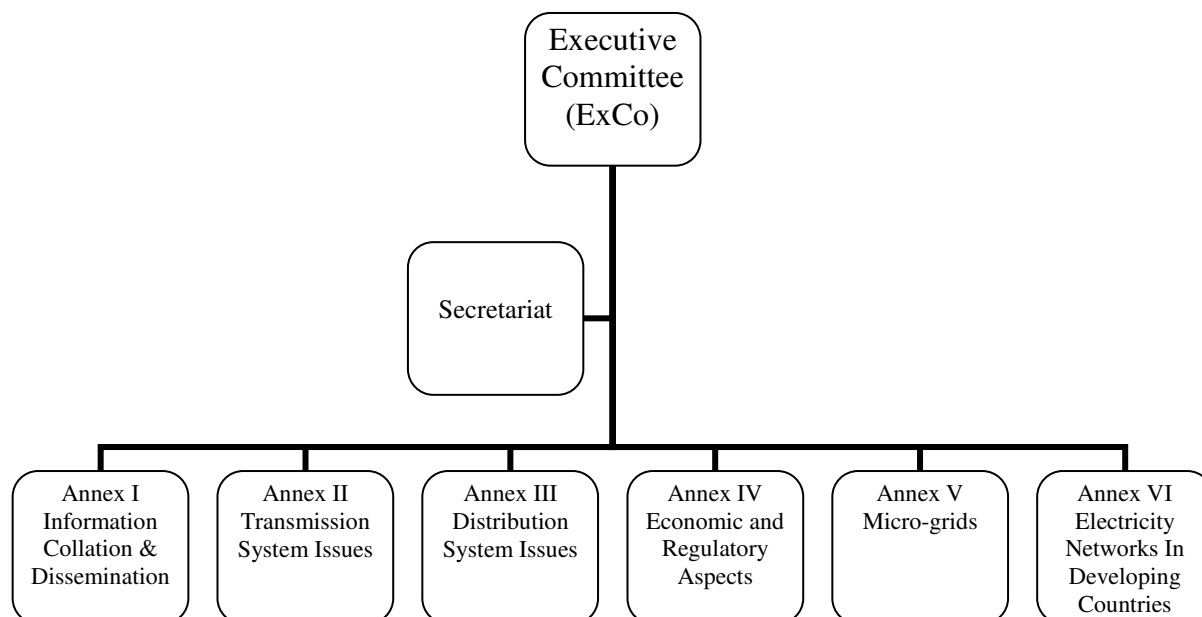 Executive
Committee
(ExCo)
Secretariat
Annex I
Information
Collation &
Dissemination
Annex II
Transmission
System Issues
Annex III
Distribution
System Issues
Annex IV
Economic and
Regulatory
Aspects
Annex V
Micro-grids
Annex VI
Electricity
Networks In
Developing
Countries